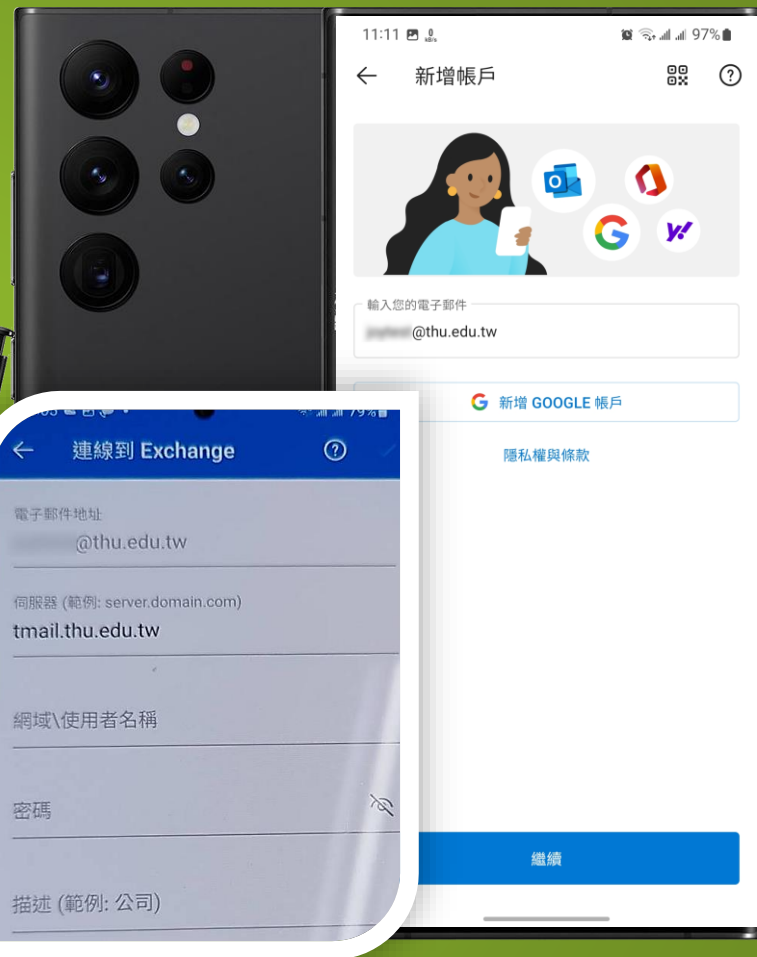 11:11
97%
新增帳戶
輸入您的電子郵件
@thu.edu.tw
新增 GOOGLE 帳戶
隱私權與條款
繼續
79%
連線到 Exchange
電子郵件地址
@thu.edu.tw
伺服器 (範例: server.domain.com)
tmail.thu.edu.tw
網域\使用者名稱
密碼
描述 (範例: 公司)